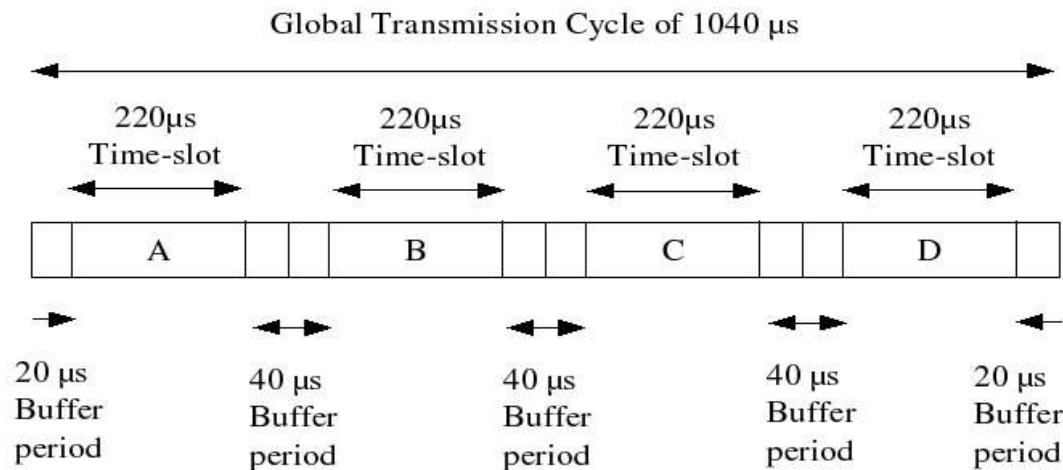 Global Transmission Cycle of 1040 µs
220µs
Time-slot
220µs
Time-slot
220µs
Time-slot
220µs
Time-slot
A
B
C
D
20 µs
Buffer
period
40 µs
Buffer
period
40 µs
Buffer
period
40 µs
Buffer
period
20 µs
Buffer
period